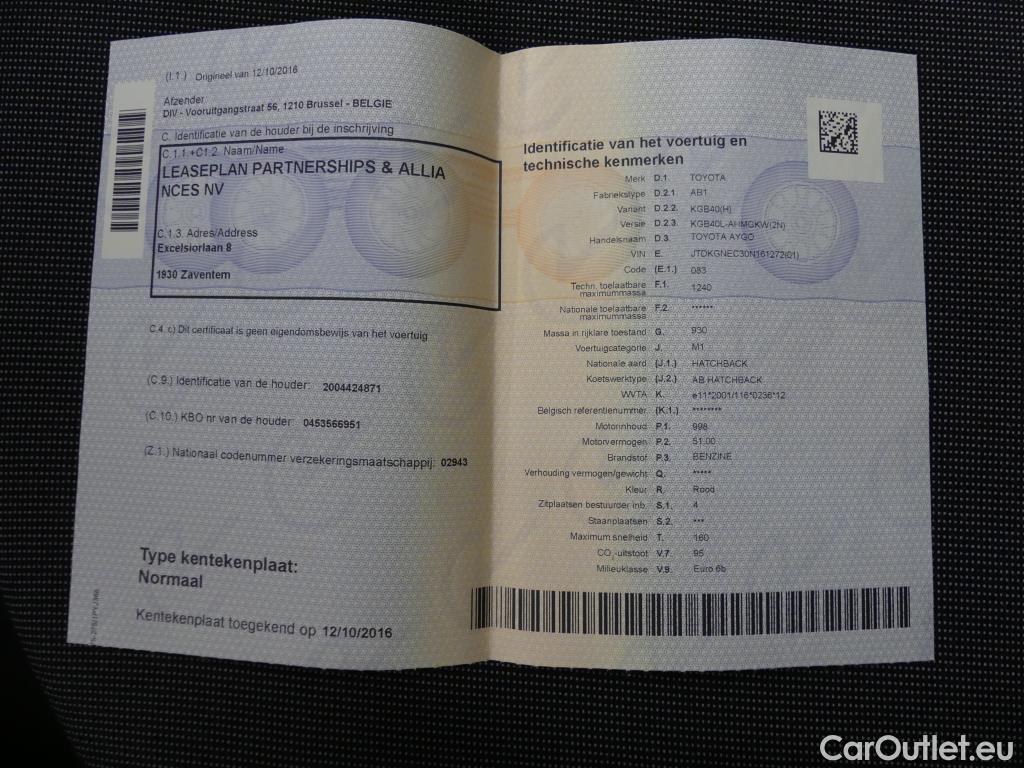 (I.1.) Origineel van 12/10/2016
Afzender
DIV - Vooruitgangstraat 56, 1210 Brussel - BELGIE
C. Identificatie van de houder bij de inschrijving
C.1.1.+C1.2. Naam/Name
LEASEPLAN PARTNERSHIPS & ALLIA
NCES NV
C.1.3. Adres/Address
Excelsiorlaan 8
1930 Zaventem
C.4. c) Dit certificaat is geen eigendomsbewijs van het voertuig
(C.9.) Identificatie van de houder: 2004424871
(C.10.) KBO nr van de houder: 0453566951
(Z.1.) Nationaal codenummer verzekeringsmaatschappij: 02943
Type kentekenplaat:
Normaal
Kentekenplaat toegekend op 12/10/2016
Identificatie van het voertuig en
technische kenmerken
Merk D.1. TOYOTA
Fabriekstype D.2.1 AB1
Variant D.2.2. KGB40(H)
Versie D.2.3. KGB40L-AHMGKW(2N)
Handelsnaam D.3. TOYOTA AYGO
VIN E. JTDKGNEC30N161272(01)
Code (E.1.) 083
Techn. toelaatbare
maximummassa F.1. 1240
Nationale toelaatbare
maximummassa F.2. ******
Massa in rijklare toestand G. 930
Voertuigcategorie J. M1
Nationale aard (J.1.) HATCHBACK
Koetswerktype (J.2.) AB HATCHBACK
WVTA K. e11*2001/116*0236*12
Belgisch referentienummer (K.1.) ********
Motorinhoud P.1. 998
Motorvermogen P.2. 51.00
Brandstof P.3. BENZINE
Verhouding vermogen/gewicht Q. *****
Kleur R. Rood
Zitplaatsen bestuurder inb. S.1. 4
Staanplaatsen S.2. ***
Maximum snelheid T. 160
CO₂-uitstoot V.7. 95
Milieuklasse V.9. Euro 6b
CarOutlet.eu